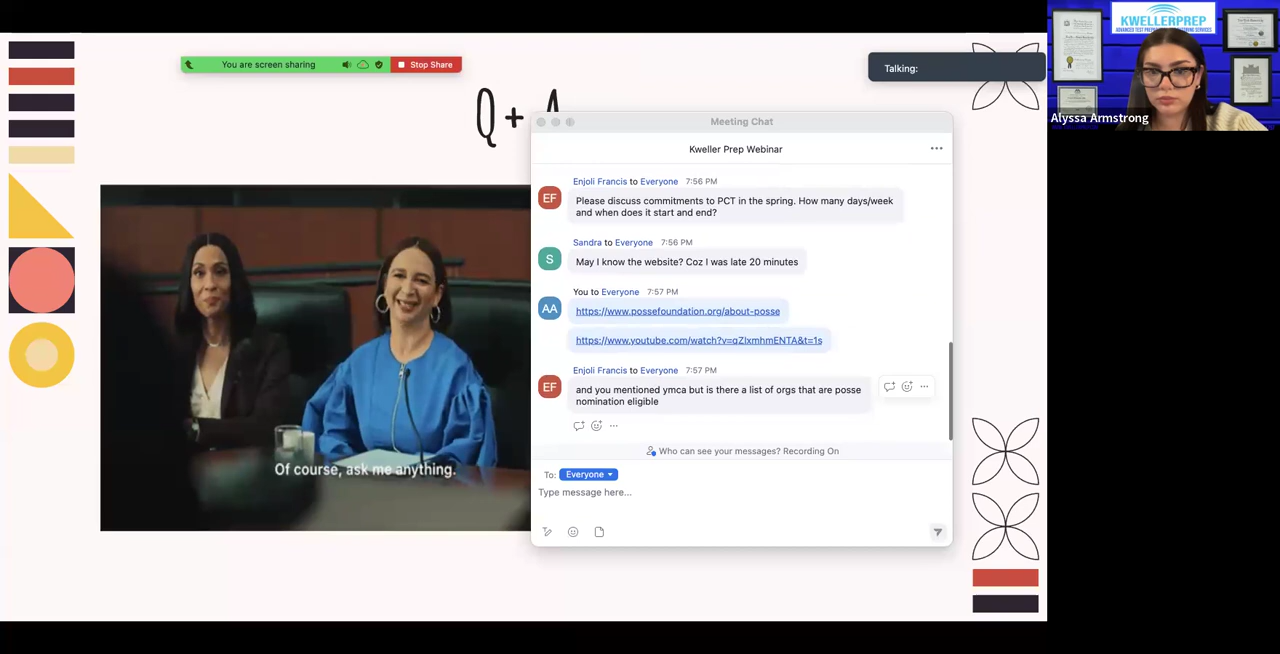 You are screen sharing
Stop Share
Talking:
KWELLERPREP
Alyssa Armstrong
Q + A
Meeting Chat
Kweller Prep Webinar
Enjoli Francis to Everyone 7:56 PM
EF
Please discuss commitments to PCT in the spring. How many days/week
and when does it start and end?
Sandra to Everyone 7:56 PM
S
May I know the website? Coz I was late 20 minutes
You to Everyone 7:57 PM
AA
https://www.possefoundation.org/about-posse
https://www.youtube.com/watch?v=qZIxmhmENTA&t=1s
Enjoli Francis to Everyone 7:57 PM
EF
and you mentioned ymca but is there a list of orgs that are posse
nomination eligible
Who can see your messages? Recording On
To: Everyone
Type message here...
Of course, ask me anything.